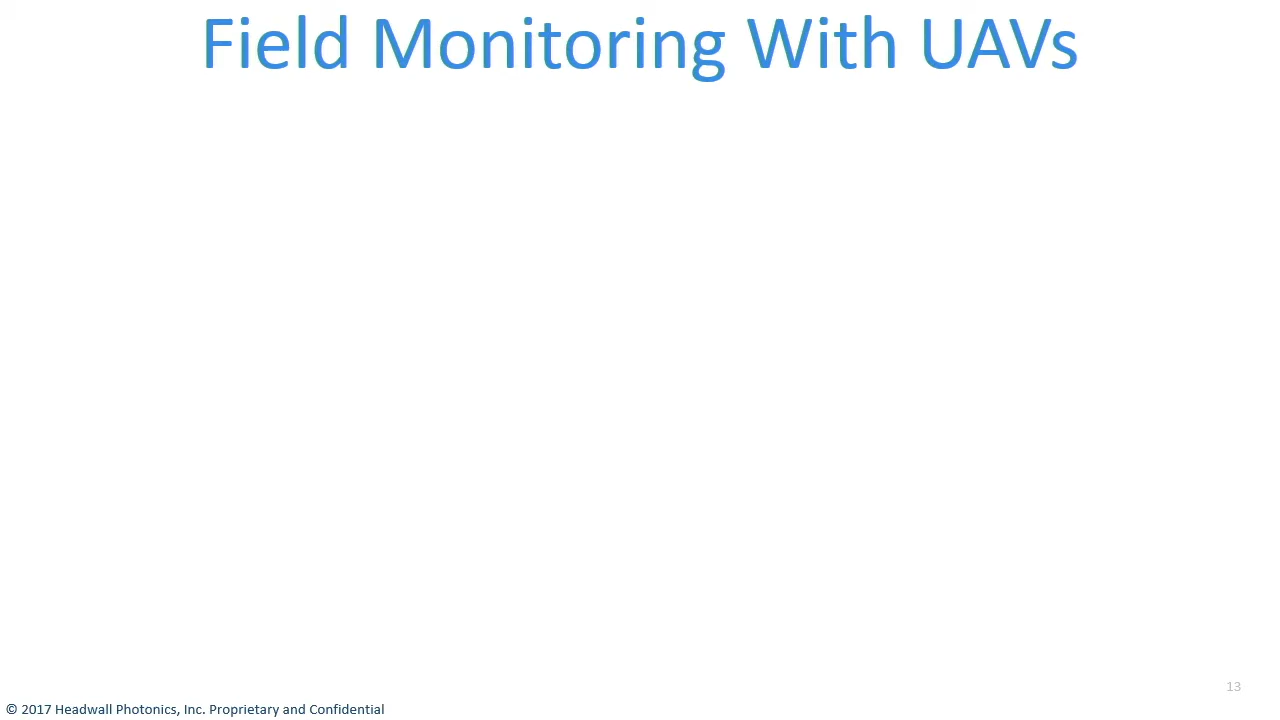 Field Monitoring With UAVs
13
© 2017 Headwall Photonics, Inc. Proprietary and Confidential